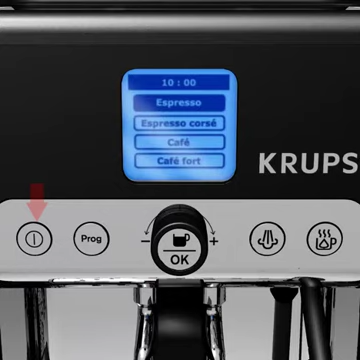 10 : 00
Espresso
Espresso corsé
Café
Café fort
KRUPS
Prog
- +
OK